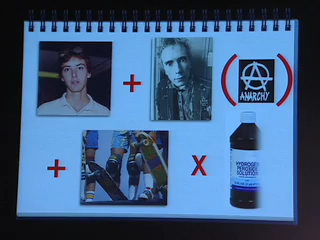 +
(ANARCHY)
+ X
HYDROGEN
PEROXIDE
SOLUTION